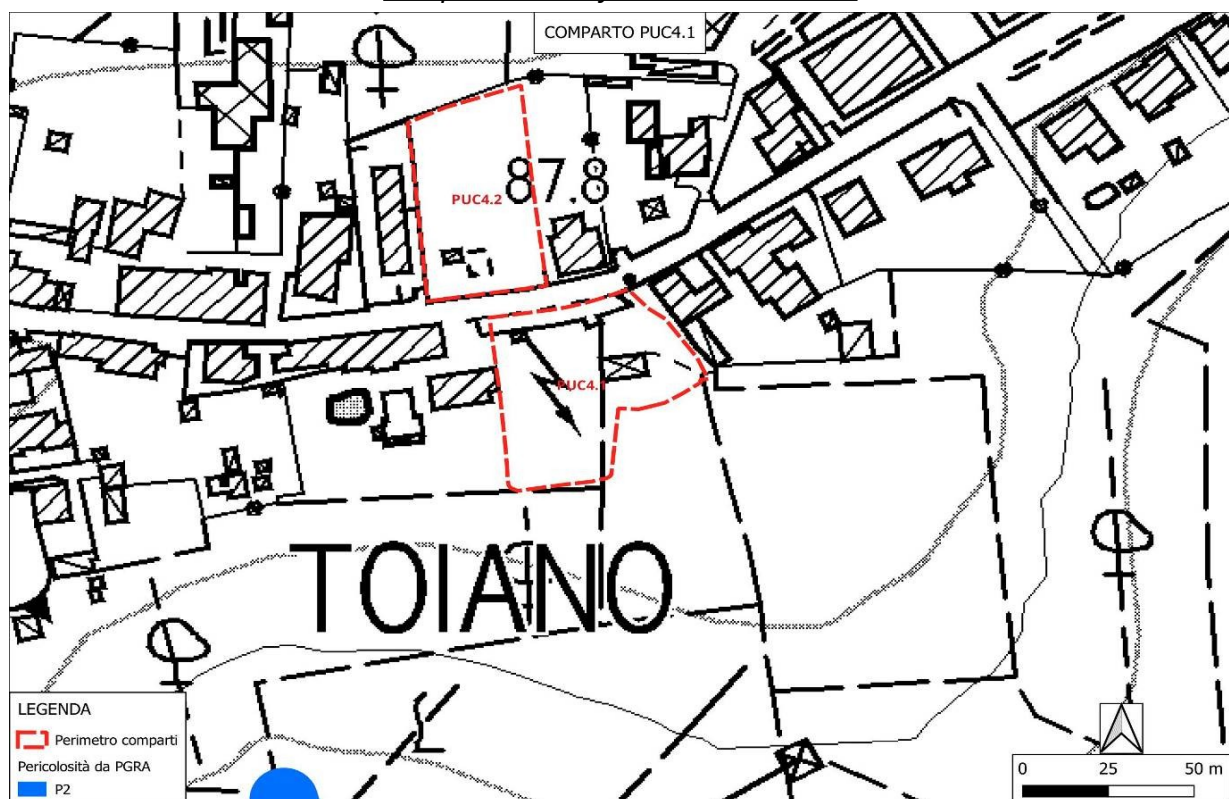 COMPARTO PUC4.1
87.8
PUC4.2
PUC4.1
TOIANO
LEGENDA
Perimetro comparti
Pericolosità da PGRA
P2
0 25 50 m